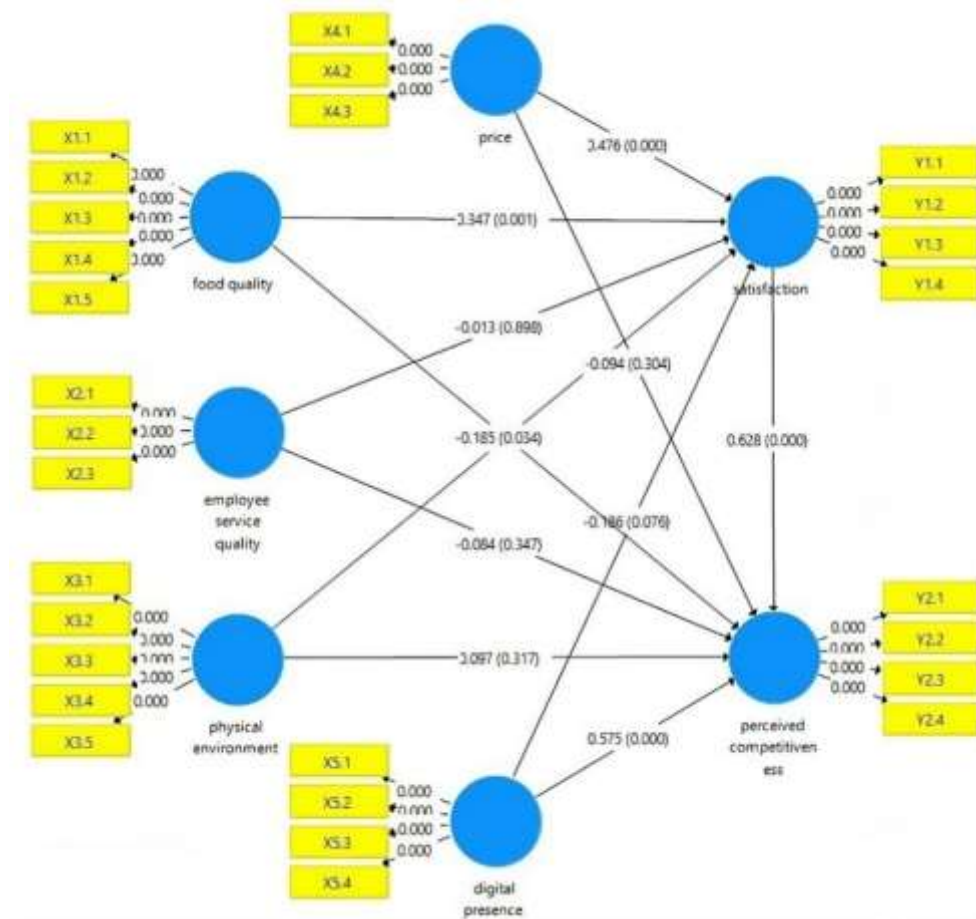 X4.1
X4.2
X4.3
0.000
0.000
0.000
price
X1.1
X1.2
X1.3
X1.4
X1.5
0.000
0.000
0.000
0.000
food quality
0.476 (0.000)
0.347 (0.001)
Y1.1
Y1.2
Y1.3
Y1.4
0.000
0.000
0.000
0.000
satisfaction
-0.013 (0.898)
-0.094 (0.304)
X2.1
X2.2
X2.3
0.000
0.000
0.000
employee
service
quality
-0.185 (0.034)
0.628 (0.000)
-0.084 (0.347)
-0.186 (0.076)
X3.1
X3.2
X3.3
X3.4
X3.5
0.000
0.000
0.000
0.000
physical
environment
0.097 (0.317)
Y2.1
Y2.2
Y2.3
Y2.4
0.000
0.000
0.000
0.000
perceived
competitiven
ess
0.575 (0.000)
X5.1
X5.2
X5.3
X5.4
0.000
0.000
0.000
0.000
digital
presence